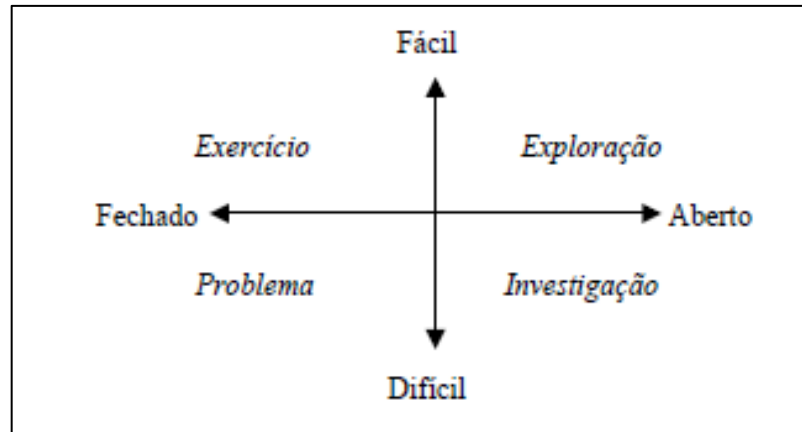 Fácil
Exercício Exploração
Fechado Aberto
Problema Investigação
Difícil